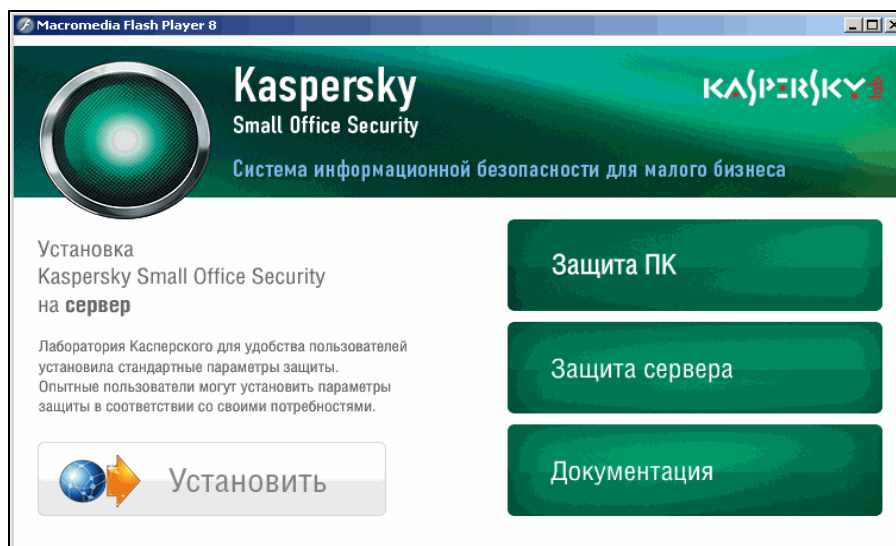 Macromedia Flash Player 8
Kaspersky
Small Office Security
KASPERSKY lab
Система информационной безопасности для малого бизнеса
Установка
Kaspersky Small Office Security
на сервер
Лаборатория Касперского для удобства пользователей
установила стандартные параметры защиты.
Опытные пользователи могут установить параметры
защиты в соответствии со своими потребностями.
Установить
Защита ПК
Защита сервера
Документация